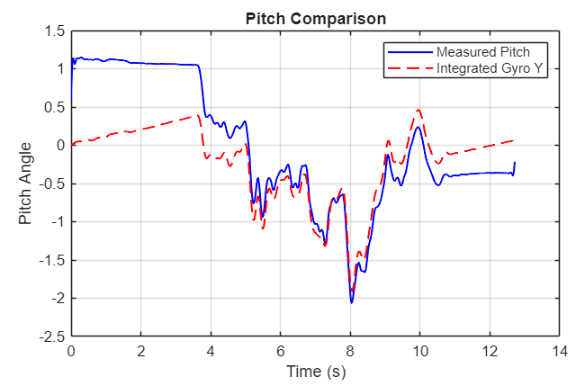 Pitch Comparison
1.5
1
0.5
0
-0.5
-1
-1.5
-2
-2.5
Pitch Angle
Measured Pitch
Integrated Gyro Y
0 2 4 6 8 10 12 14
Time (s)